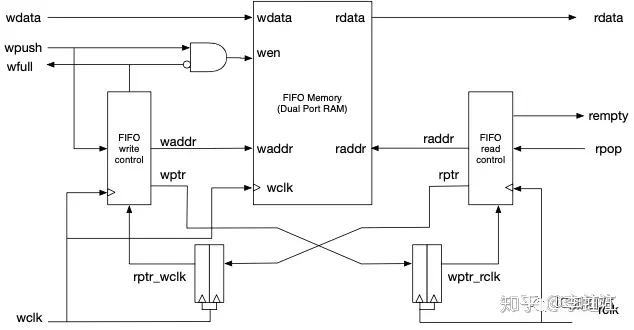 wdata
wdata
rdata
rdata
wpush
wfull
wen
FIFO Memory
(Dual Port RAM)
FIFO
write
control
waddr
waddr
raddr
raddr
FIFO
read
control
rempty
rpop
wptr
wclk
rptr
rptr_wclk
wptr_rclk
wclk
rclk
知乎